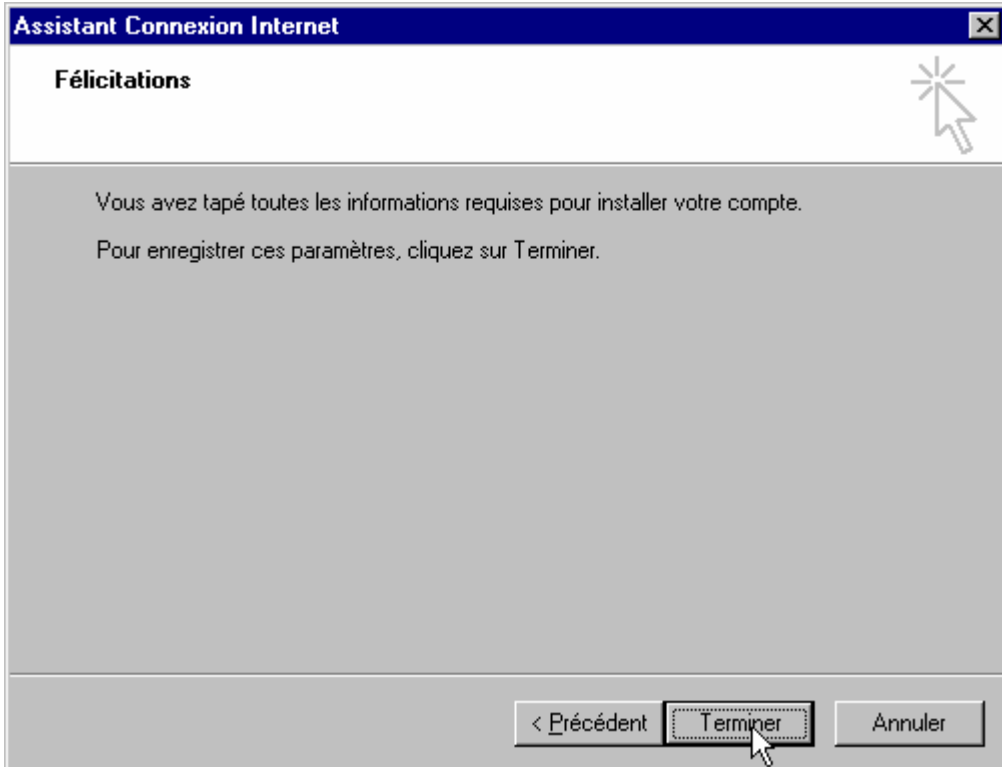 Assistant Connexion Internet
Félicitations
Vous avez tapé toutes les informations requises pour installer votre compte.
Pour enregistrer ces paramètres, cliquez sur Terminer.
< Précédent Terminer Annuler